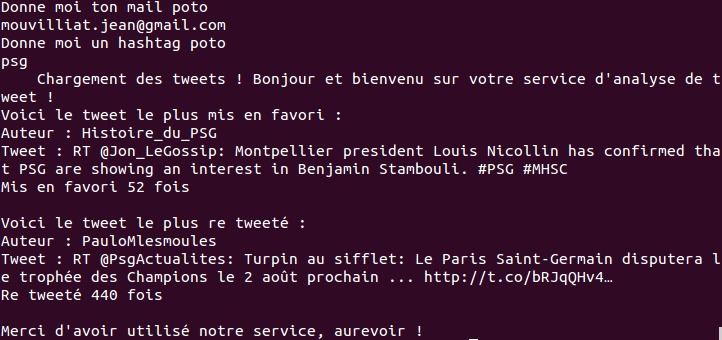 Donne moi ton mail poto
mouvilliat.jean@gmail.com
Donne moi un hashtag poto
psg
    Chargement des tweets ! Bonjour et bienvenu sur votre service d'analyse de t
weet !
Voici le tweet le plus mis en favori :
Auteur : Histoire_du_PSG
Tweet : RT @Jon_LeGossip: Montpellier president Louis Nicollin has confirmed tha
t PSG are showing an interest in Benjamin Stambouli. #PSG #MHSC
Mis en favori 52 fois

Voici le tweet le plus re tweeté :
Auteur : PauloMlesmoules
Tweet : RT @PsgActualites: Turpin au sifflet: Le Paris Saint-Germain disputera l
e trophée des Champions le 2 août prochain ... http://t.co/bRJqQHv4…
Re tweeté 440 fois

Merci d'avoir utilisé notre service, aurevoir !